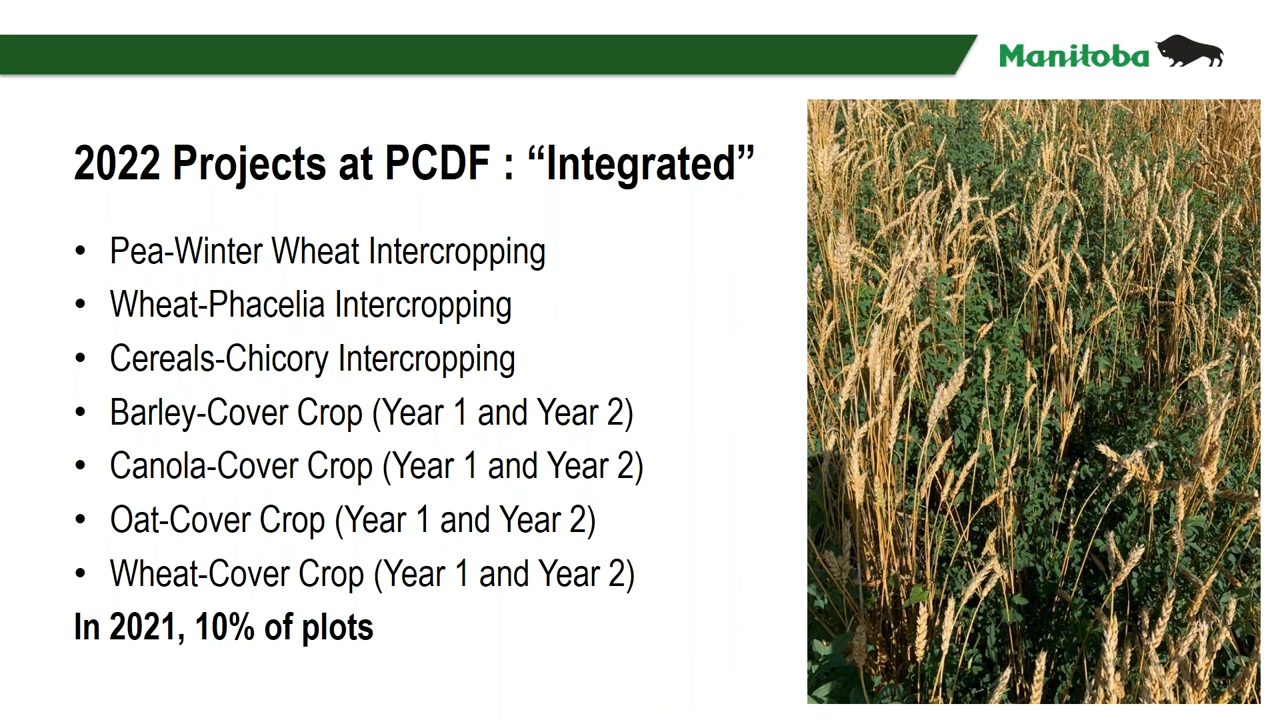 Manitoba
2022 Projects at PCDF : “Integrated”
• Pea-Winter Wheat Intercropping
• Wheat-Phacelia Intercropping
• Cereals-Chicory Intercropping
• Barley-Cover Crop (Year 1 and Year 2)
• Canola-Cover Crop (Year 1 and Year 2)
• Oat-Cover Crop (Year 1 and Year 2)
• Wheat-Cover Crop (Year 1 and Year 2)
In 2021, 10% of plots